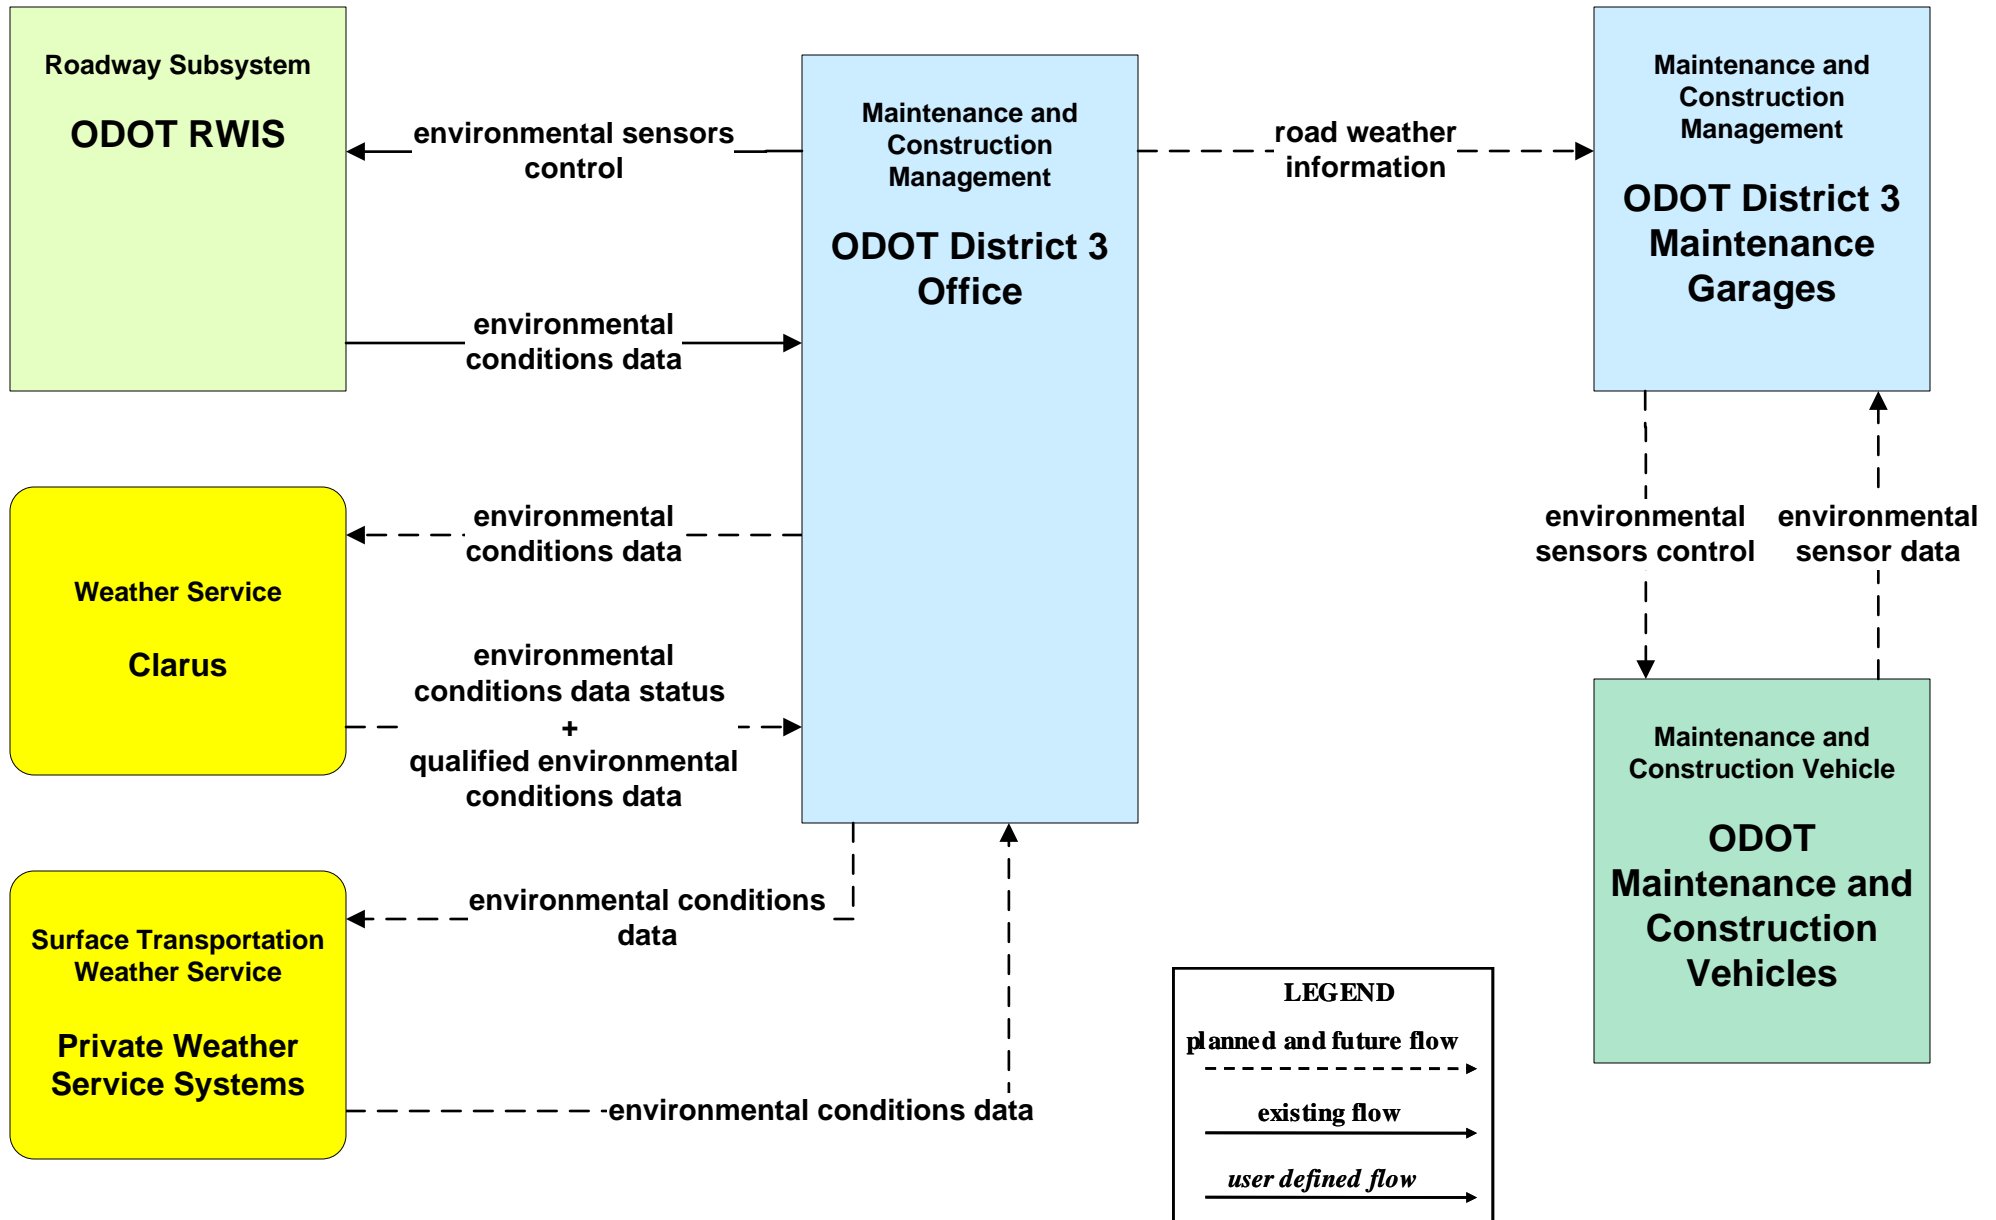 Roadway Subsystem
ODOT RWIS
environmental sensors
control
environmental
conditions data
Maintenance and
Construction
Management
ODOT District 3
Office
road weather
information
Maintenance and
Construction
Management
ODOT District 3
Maintenance
Garages
Weather Service
Clarus
environmental
conditions data
environmental
conditions data status
+
qualified environmental
conditions data
environmental
sensors control
environmental
sensor data
Surface Transportation
Weather Service
Private Weather
Service Systems
environmental conditions
data
environmental conditions data
Maintenance and
Construction Vehicle
ODOT
Maintenance and
Construction
Vehicles
LEGEND
planned and future flow
existing flow
user defined flow